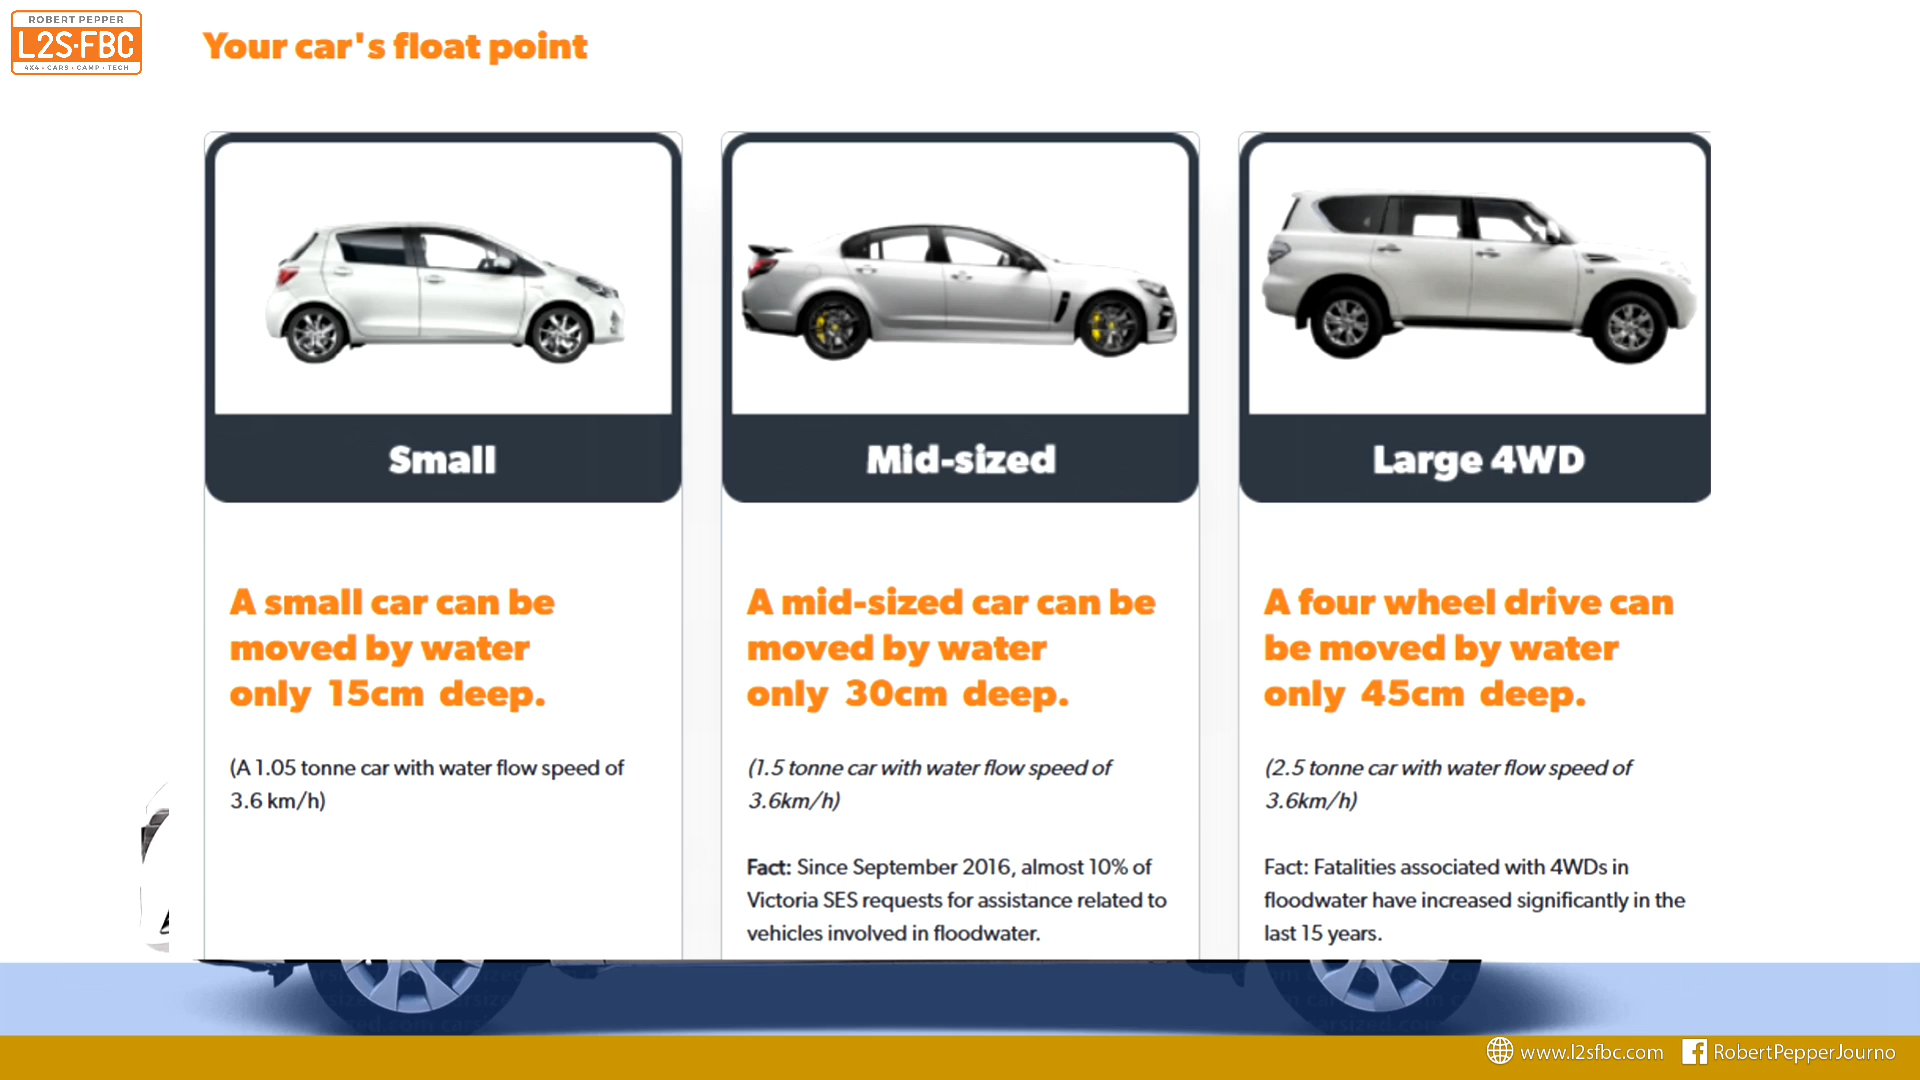 ROBERT PEPPER
L2S·FBC
4X4 • CARS • CAMP • TECH
Your car's float point
Small
Mid-sized
Large 4WD
A small car can be
moved by water
only 15cm deep.
(A 1.05 tonne car with water flow speed of
3.6 km/h)
A mid-sized car can be
moved by water
only 30cm deep.
(1.5 tonne car with water flow speed of
3.6km/h)
Fact: Since September 2016, almost 10% of
Victoria SES requests for assistance related to
vehicles involved in floodwater.
A four wheel drive can
be moved by water
only 45cm deep.
(2.5 tonne car with water flow speed of
3.6km/h)
Fact: Fatalities associated with 4WDs in
floodwater have increased significantly in the
last 15 years.
www.l2sfbc.com
RobertPepperJourno